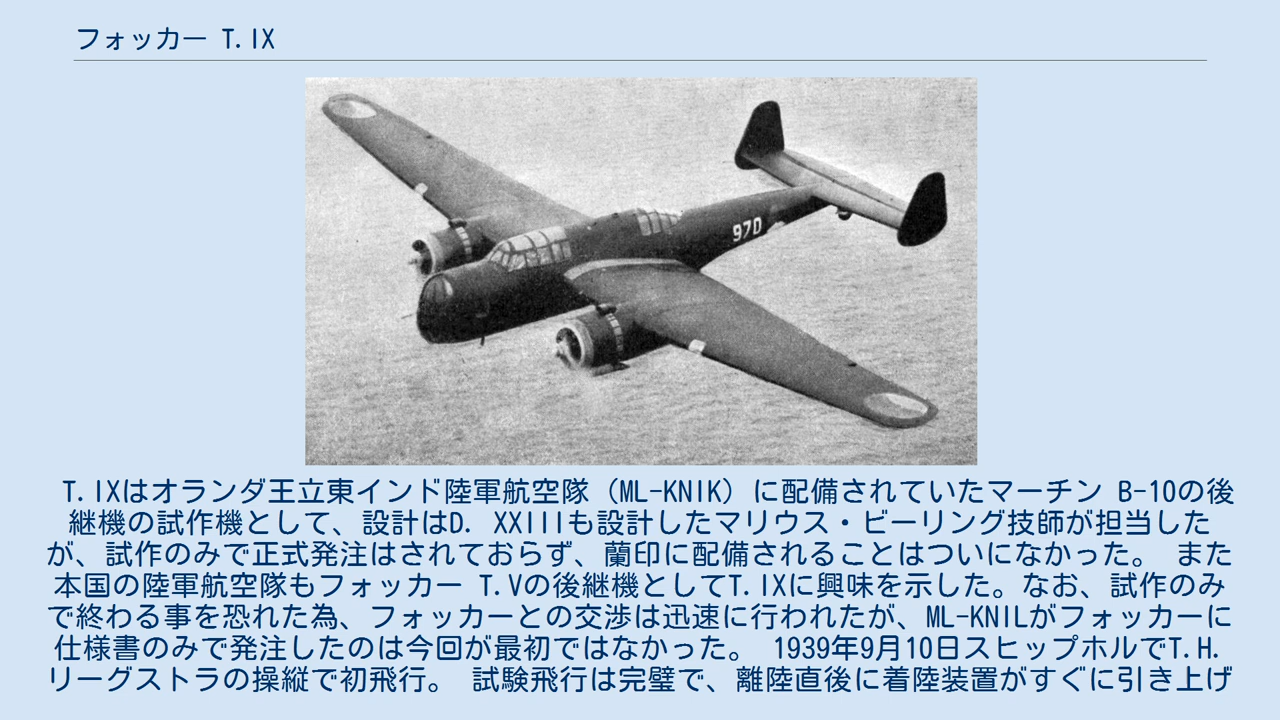 フォッカー T.IX
970
T.IXはオランダ王立東インド陸軍航空隊（ML-KNIK）に配備されていたマーチン B-10の後
継機の試作機として、設計はD. XXIIIも設計したマリウス・ビーリング技師が担当した
が、試作のみで正式発注はされておらず、蘭印に配備されることはついになかった。 また
本国の陸軍航空隊もフォッカー T.Vの後継機としてT.IXに興味を示した。なお、試作のみ
で終わる事を恐れた為、フォッカーとの交渉は迅速に行われたが、ML-KNILがフォッカーに
仕様書のみで発注したのは今回が最初ではなかった。 1939年9月10日スヒップホルでT.H.
リーグストラの操縦で初飛行。 試験飛行は完璧で、離陸直後に着陸装置がすぐに引き上げ